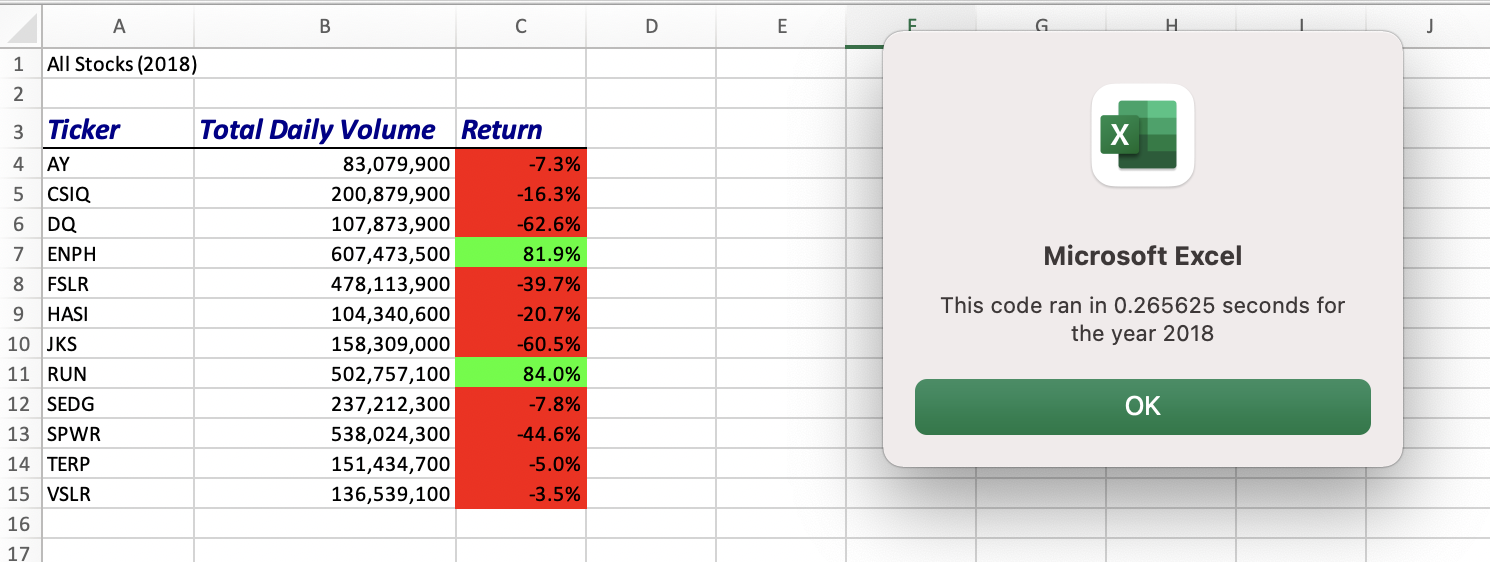 A B C D E F G H I J
1 All Stocks (2018)
2
3 Ticker Total Daily Volume Return
4 AY 83,079,900 -7.3%
5 CSIQ 200,879,900 -16.3%
6 DQ 107,873,900 -62.6%
7 ENPH 607,473,500 81.9%
8 FSLR 478,113,900 -39.7%
9 HASI 104,340,600 -20.7%
10 JKS 158,309,000 -60.5%
11 RUN 502,757,100 84.0%
12 SEDG 237,212,300 -7.8%
13 SPWR 538,024,300 -44.6%
14 TERP 151,434,700 -5.0%
15 VSLR 136,539,100 -3.5%
16
17
X
Microsoft Excel
This code ran in 0.265625 seconds for
the year 2018
OK